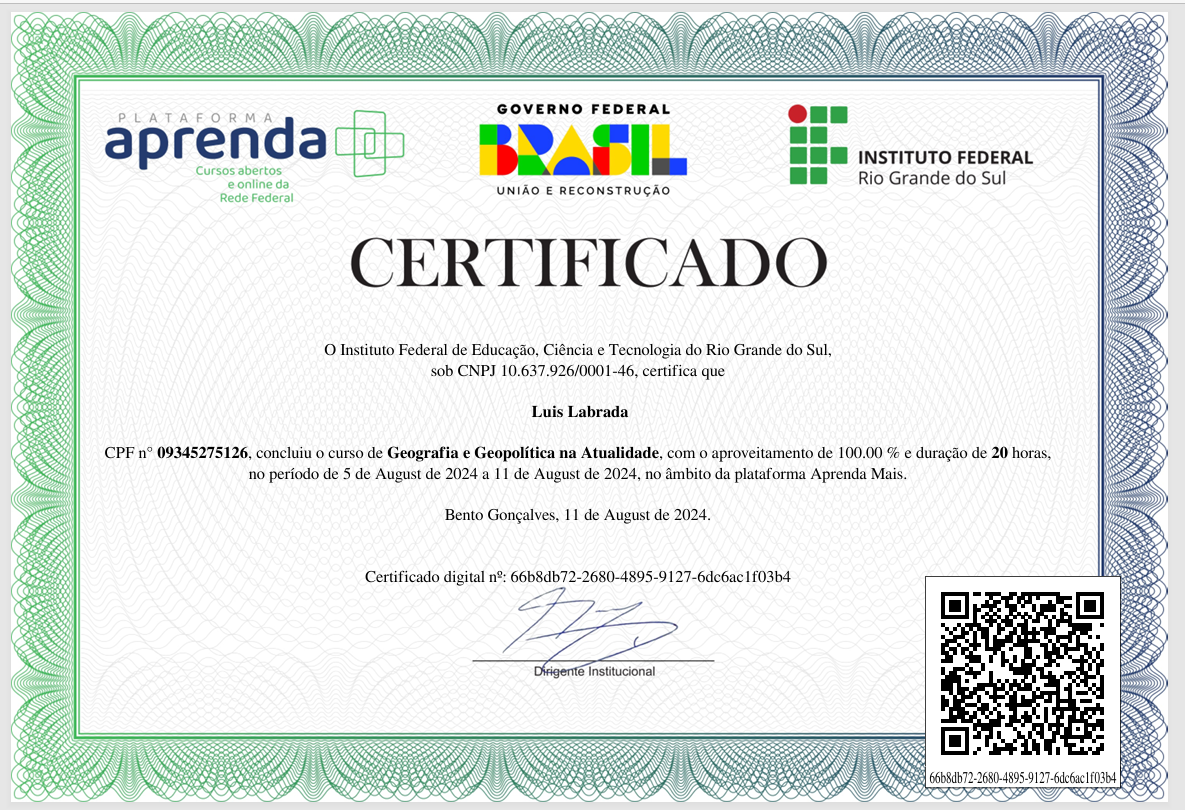 PLATAFORMA
aprenda
Cursos abertos
e online da
Rede Federal
GOVERNO FEDERAL
BRASIL
UNIÃO E RECONSTRUÇÃO
INSTITUTO FEDERAL
Rio Grande do Sul
CERTIFICADO
O Instituto Federal de Educação, Ciência e Tecnologia do Rio Grande do Sul,
sob CNPJ 10.637.926/0001-46, certifica que
Luis Labrada
CPF n° 09345275126, concluiu o curso de Geografia e Geopolítica na Atualidade, com o aproveitamento de 100.00 % e duração de 20 horas,
no período de 5 de August de 2024 a 11 de August de 2024, no âmbito da plataforma Aprenda Mais.
Bento Gonçalves, 11 de August de 2024.
Certificado digital nº: 66b8db72-2680-4895-9127-6dc6ac1f03b4
Dirigente Institucional
66b8db72-2680-4895-9127-6dc6ac1f03b4